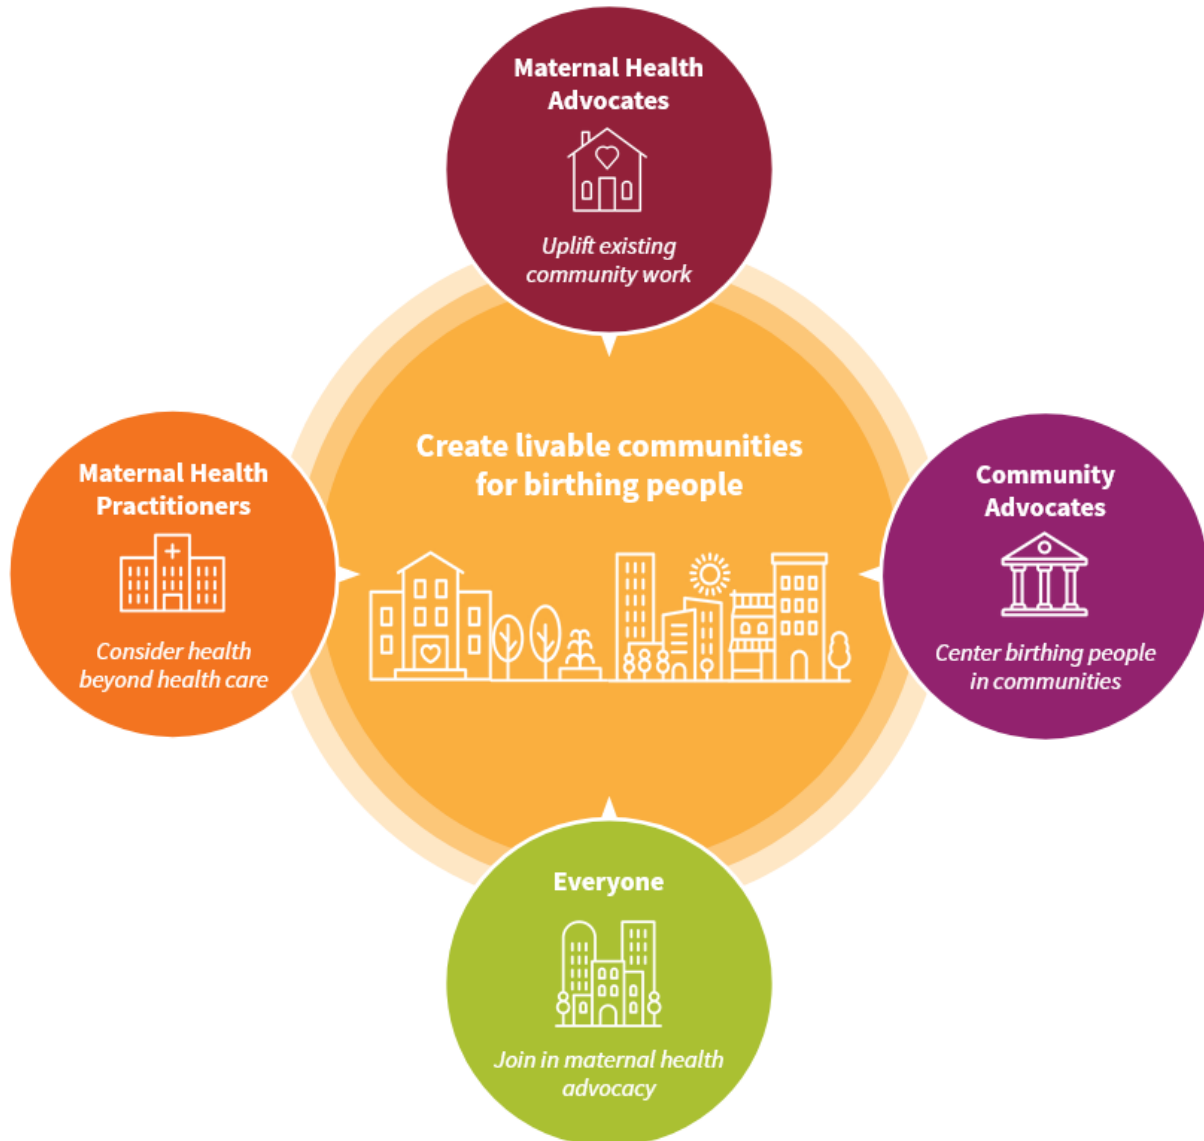 Maternal Health
Advocates
Uplift existing
community work
Create livable communities
for birthing people
Maternal Health
Practitioners
Consider health
beyond health care
Community
Advocates
Center birthing people
in communities
Everyone
Join in maternal health
advocacy